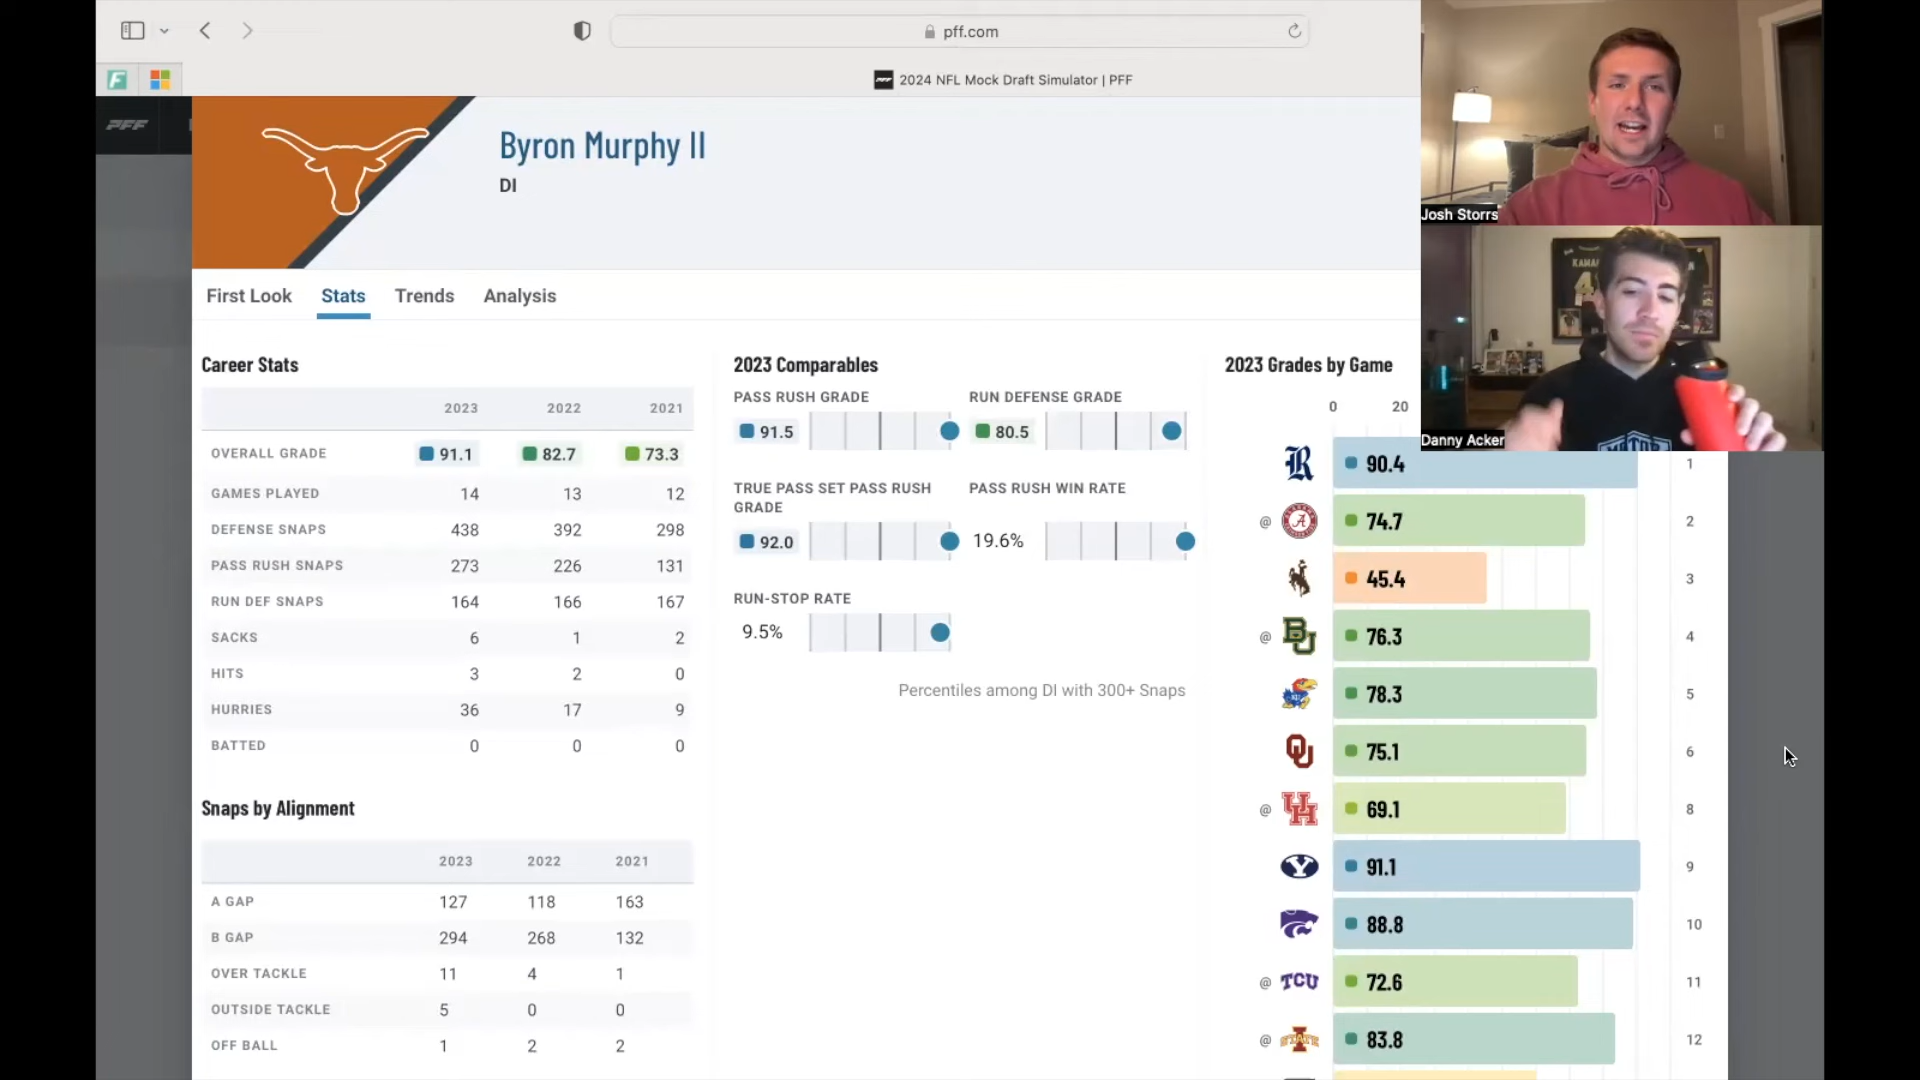 pff.com
2024 NFL Mock Draft Simulator | PFF
PFF
Byron Murphy II
DI
First Look Stats Trends Analysis
Career Stats
2023 2022 2021
OVERALL GRADE 91.1 82.7 73.3
GAMES PLAYED 14 13 12
DEFENSE SNAPS 438 392 298
PASS RUSH SNAPS 273 226 131
RUN DEF SNAPS 164 166 167
SACKS 6 1 2
HITS 3 2 0
HURRIES 36 17 9
BATTED 0 0 0
Snaps by Alignment
2023 2022 2021
A GAP 127 118 163
B GAP 294 268 132
OVER TACKLE 11 4 1
OUTSIDE TACKLE 5 0 0
OFF BALL 1 2 2
2023 Comparables
PASS RUSH GRADE RUN DEFENSE GRADE
91.5 80.5
TRUE PASS SET PASS RUSH
GRADE
PASS RUSH WIN RATE
92.0 19.6%
RUN-STOP RATE
9.5%
Percentiles among DI with 300+ Snaps
2023 Grades by Game
0 20
R 90.4 1
@ A 74.7 2
45.4 3
@ BU 76.3 4
KU 78.3 5
OU 75.1 6
@ UH 69.1 8
Y 91.1 9
88.8 10
@ TCU 72.6 11
@ STATE 83.8 12
Josh Storrs
Danny Acker